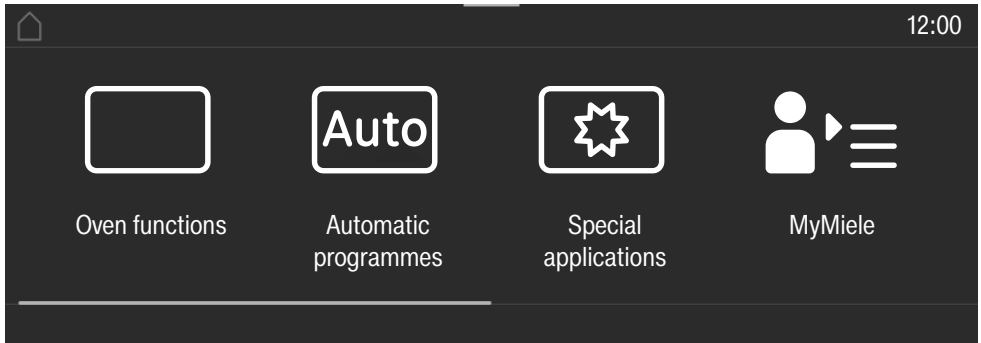 12:00
Auto
Oven functions
Automatic
programmes
Special
applications
MyMiele